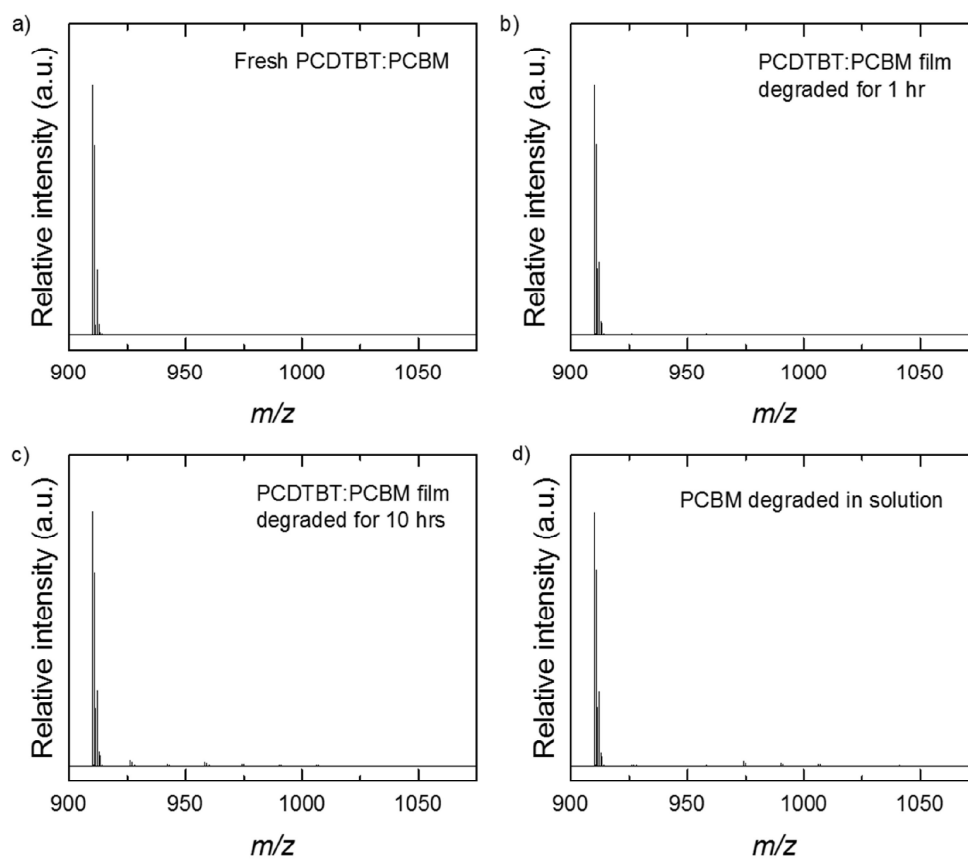 a)
Fresh PCDTBT:PCBM
Relative intensity (a.u.)
900 950 1000 1050
m/z
b)
PCDTBT:PCBM film
degraded for 1 hr
Relative intensity (a.u.)
900 950 1000 1050
m/z
c)
PCDTBT:PCBM film
degraded for 10 hrs
Relative intensity (a.u.)
900 950 1000 1050
m/z
d)
PCBM degraded in solution
Relative intensity (a.u.)
900 950 1000 1050
m/z